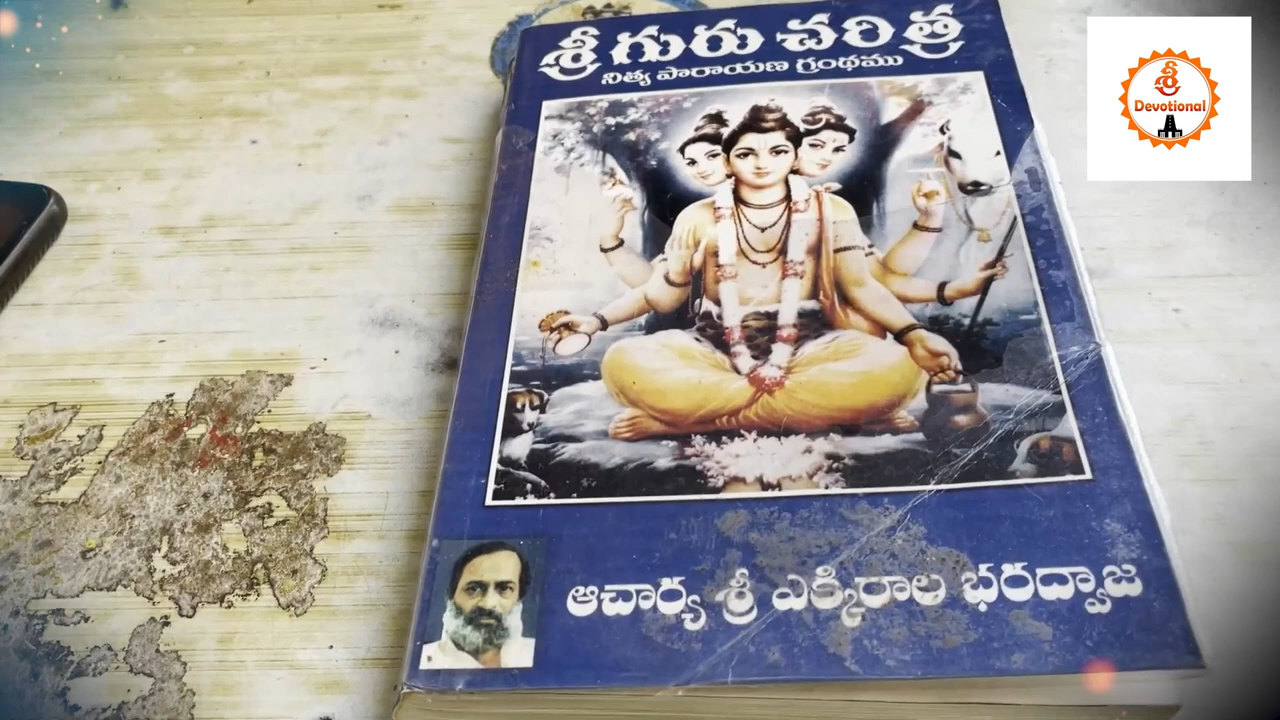 శ్రీ గురు చరిత్ర
నిత్య పారాయణ గ్రంథము
శ్రీ
Devotional
ఆచార్య శ్రీ ఎక్కిరాల భరద్వాజ